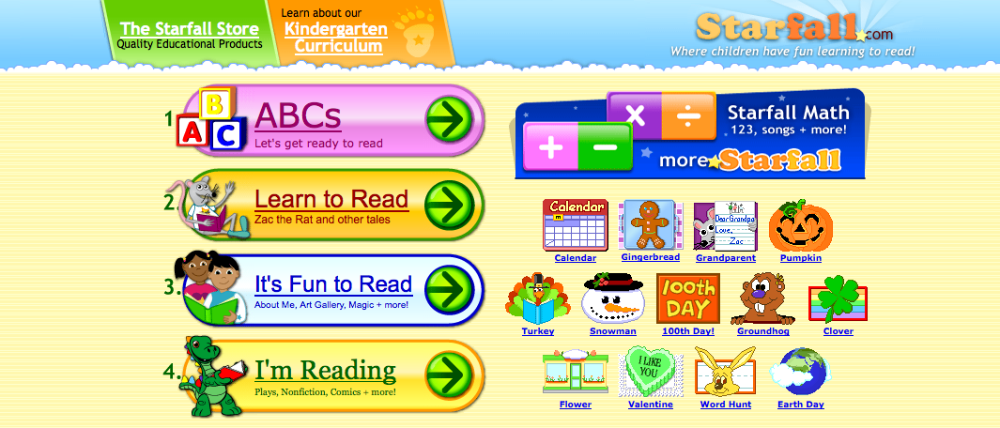 The Starfall Store
Quality Educational Products
Learn about our
Kindergarten
Curriculum
Starfall.com
Where children have fun learning to read!
1.
A B C
ABCs
Let's get ready to read
2.
Learn to Read
Zac the Rat and other tales
3.
It's Fun to Read
About Me, Art Gallery, Magic + more!
4.
I'm Reading
Plays, Nonfiction, Comics + more!
× ÷
+ −
Starfall Math
123, songs + more!
more Starfall
Calendar
Dear Grandpa
Love,
Zac
Calendar
Gingerbread
Grandparent
Pumpkin
100th
DAY
Turkey
Snowman
100th Day!
Groundhog
Clover
I LIKE
YOU
Flower
Valentine
Word Hunt
Earth Day